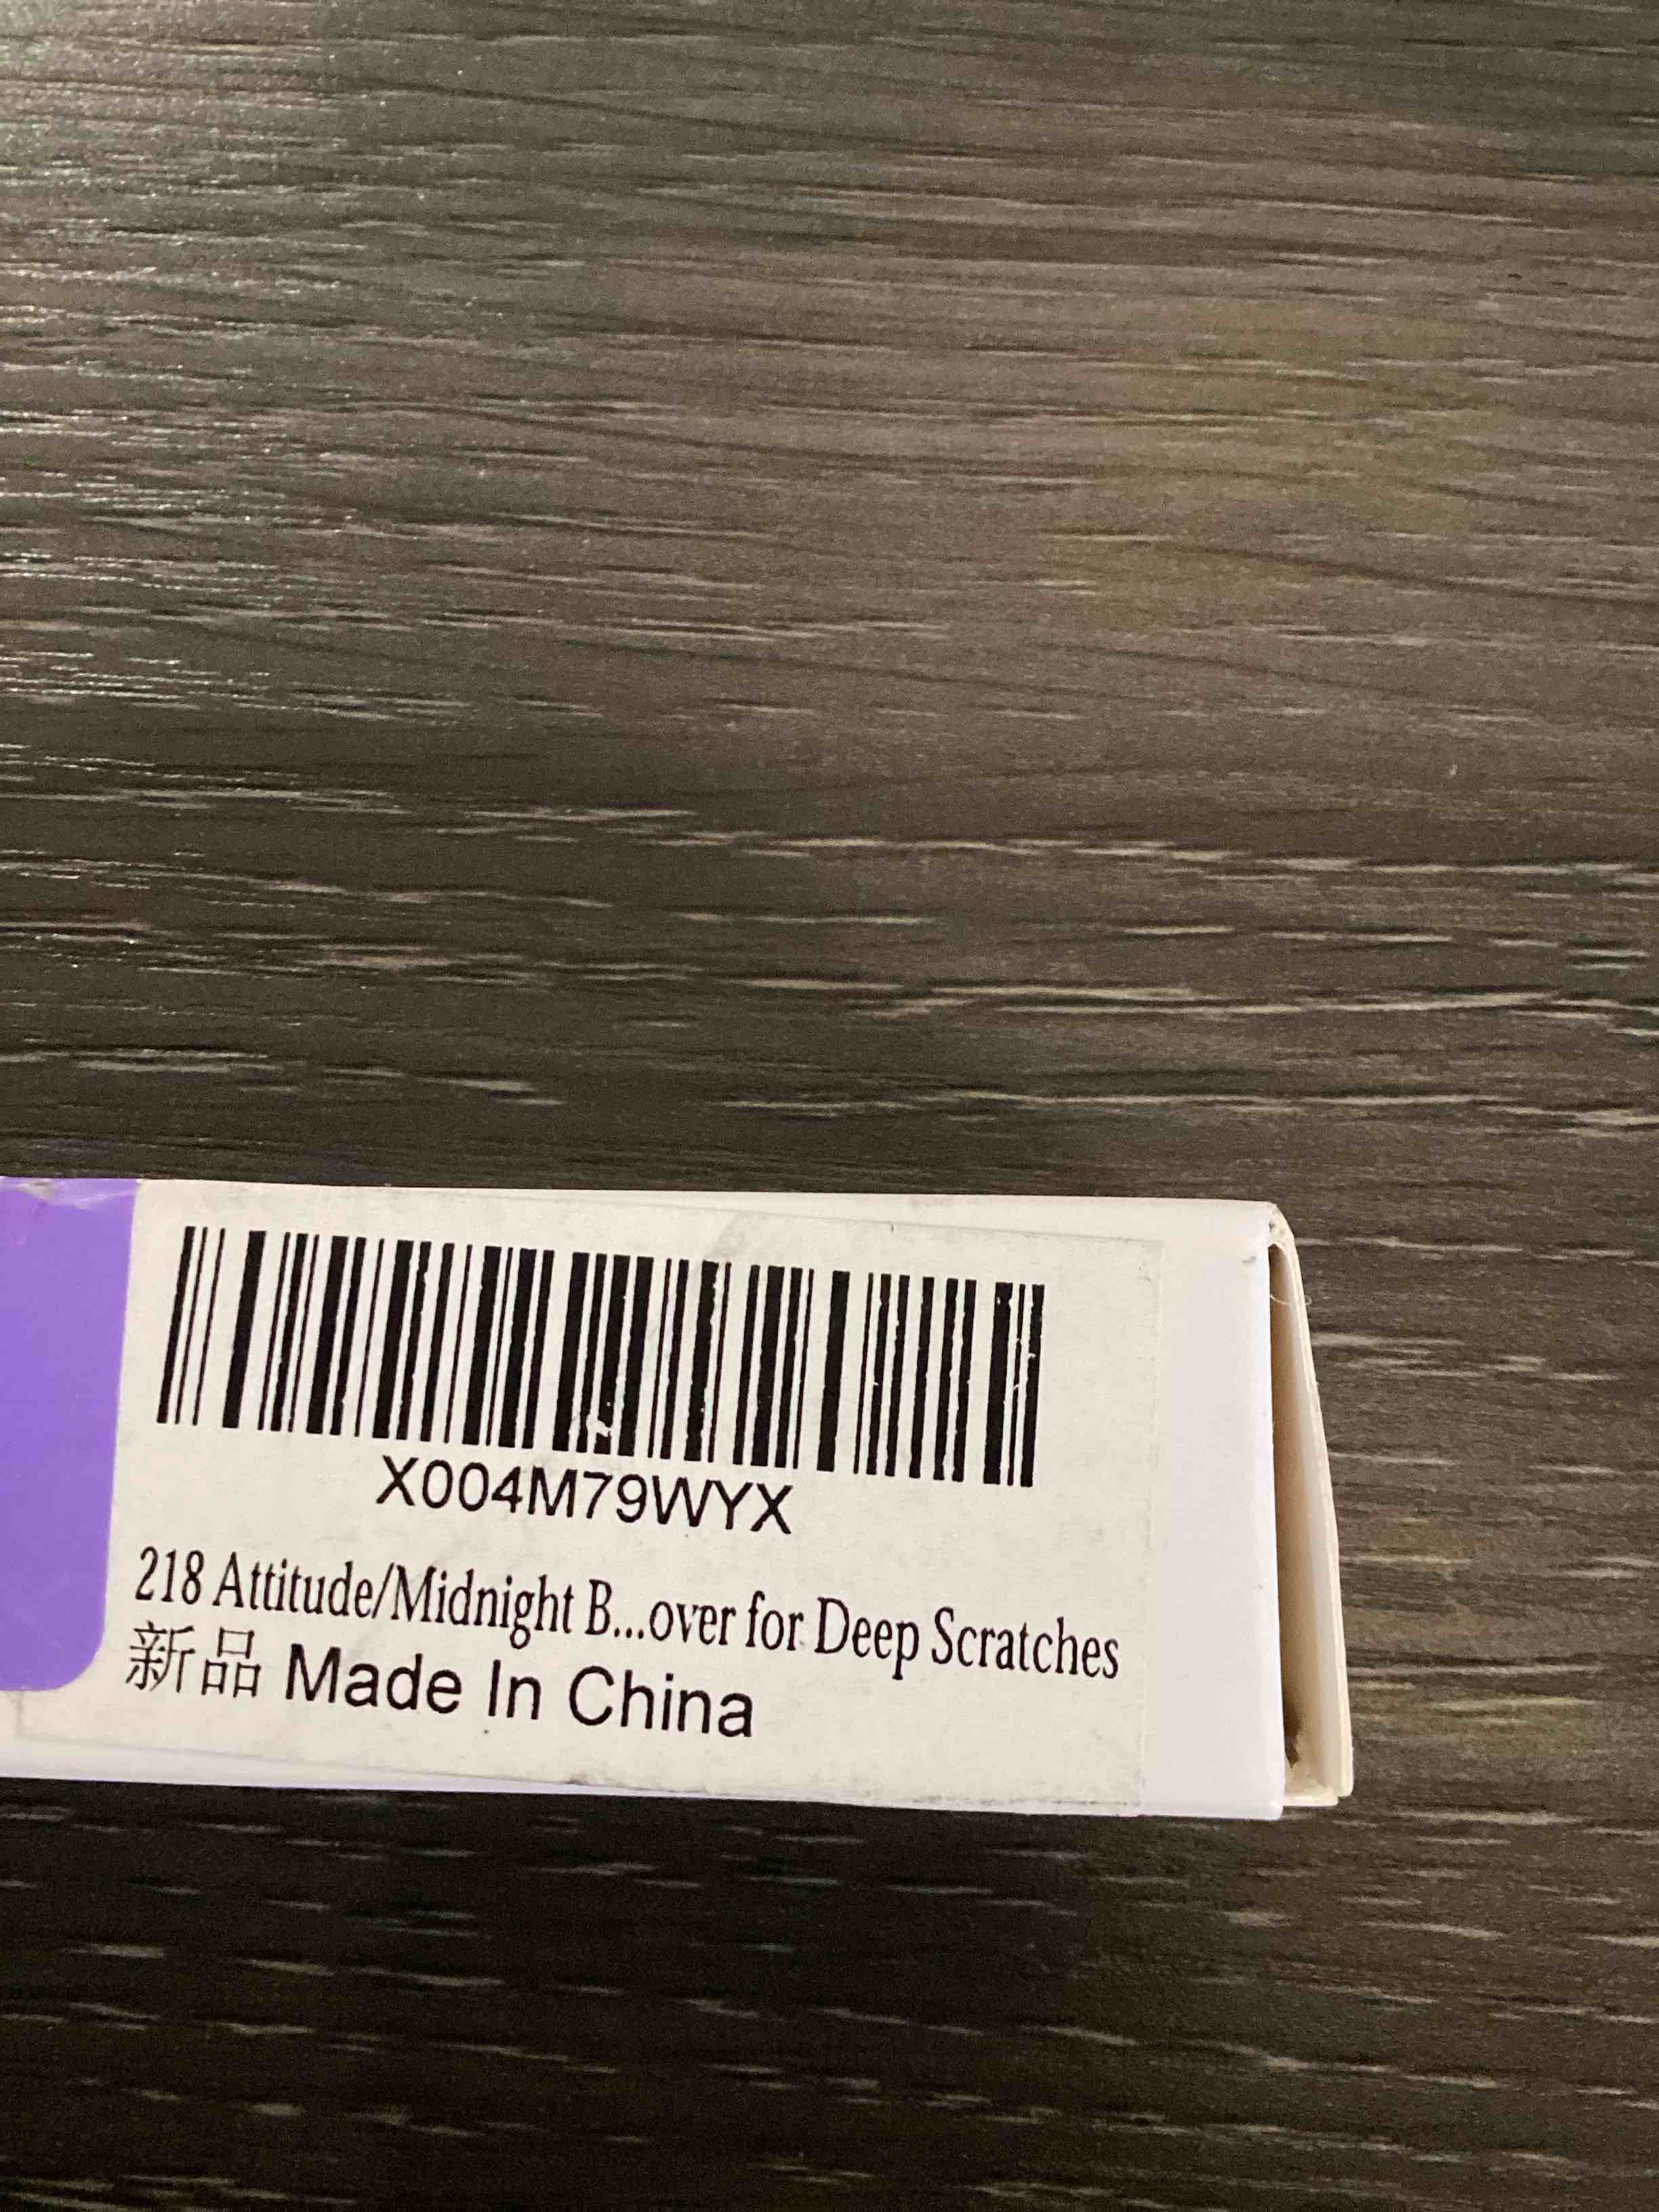 X004M79WYX
218 Attitude/Midnight B...over for Deep Scratches
新品 Made In China